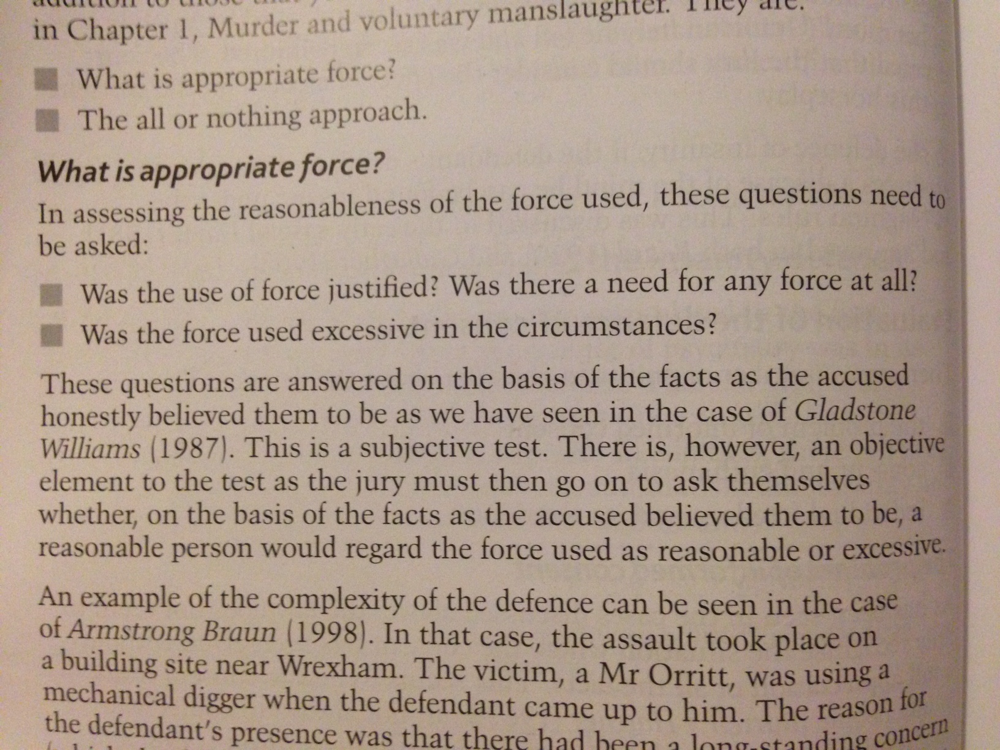 addition to those that
in Chapter 1, Murder and voluntary manslaughter. They are:
What is appropriate force?
The all or nothing approach.
What is appropriate force?
In assessing the reasonableness of the force used, these questions need to
be asked:
Was the use of force justified? Was there a need for any force at all?
Was the force used excessive in the circumstances?
These questions are answered on the basis of the facts as the accused
honestly believed them to be as we have seen in the case of Gladstone
Williams (1987). This is a subjective test. There is, however, an objective
element to the test as the jury must then go on to ask themselves
whether, on the basis of the facts as the accused believed them to be, a
reasonable person would regard the force used as reasonable or excessive.
An example of the complexity of the defence can be seen in the case
of Armstrong Braun (1998). In that case, the assault took place on
a building site near Wrexham. The victim, a Mr Orritt, was using a
mechanical digger when the defendant came up to him. The reason for
the defendant's presence was that there had been a long-standing concern